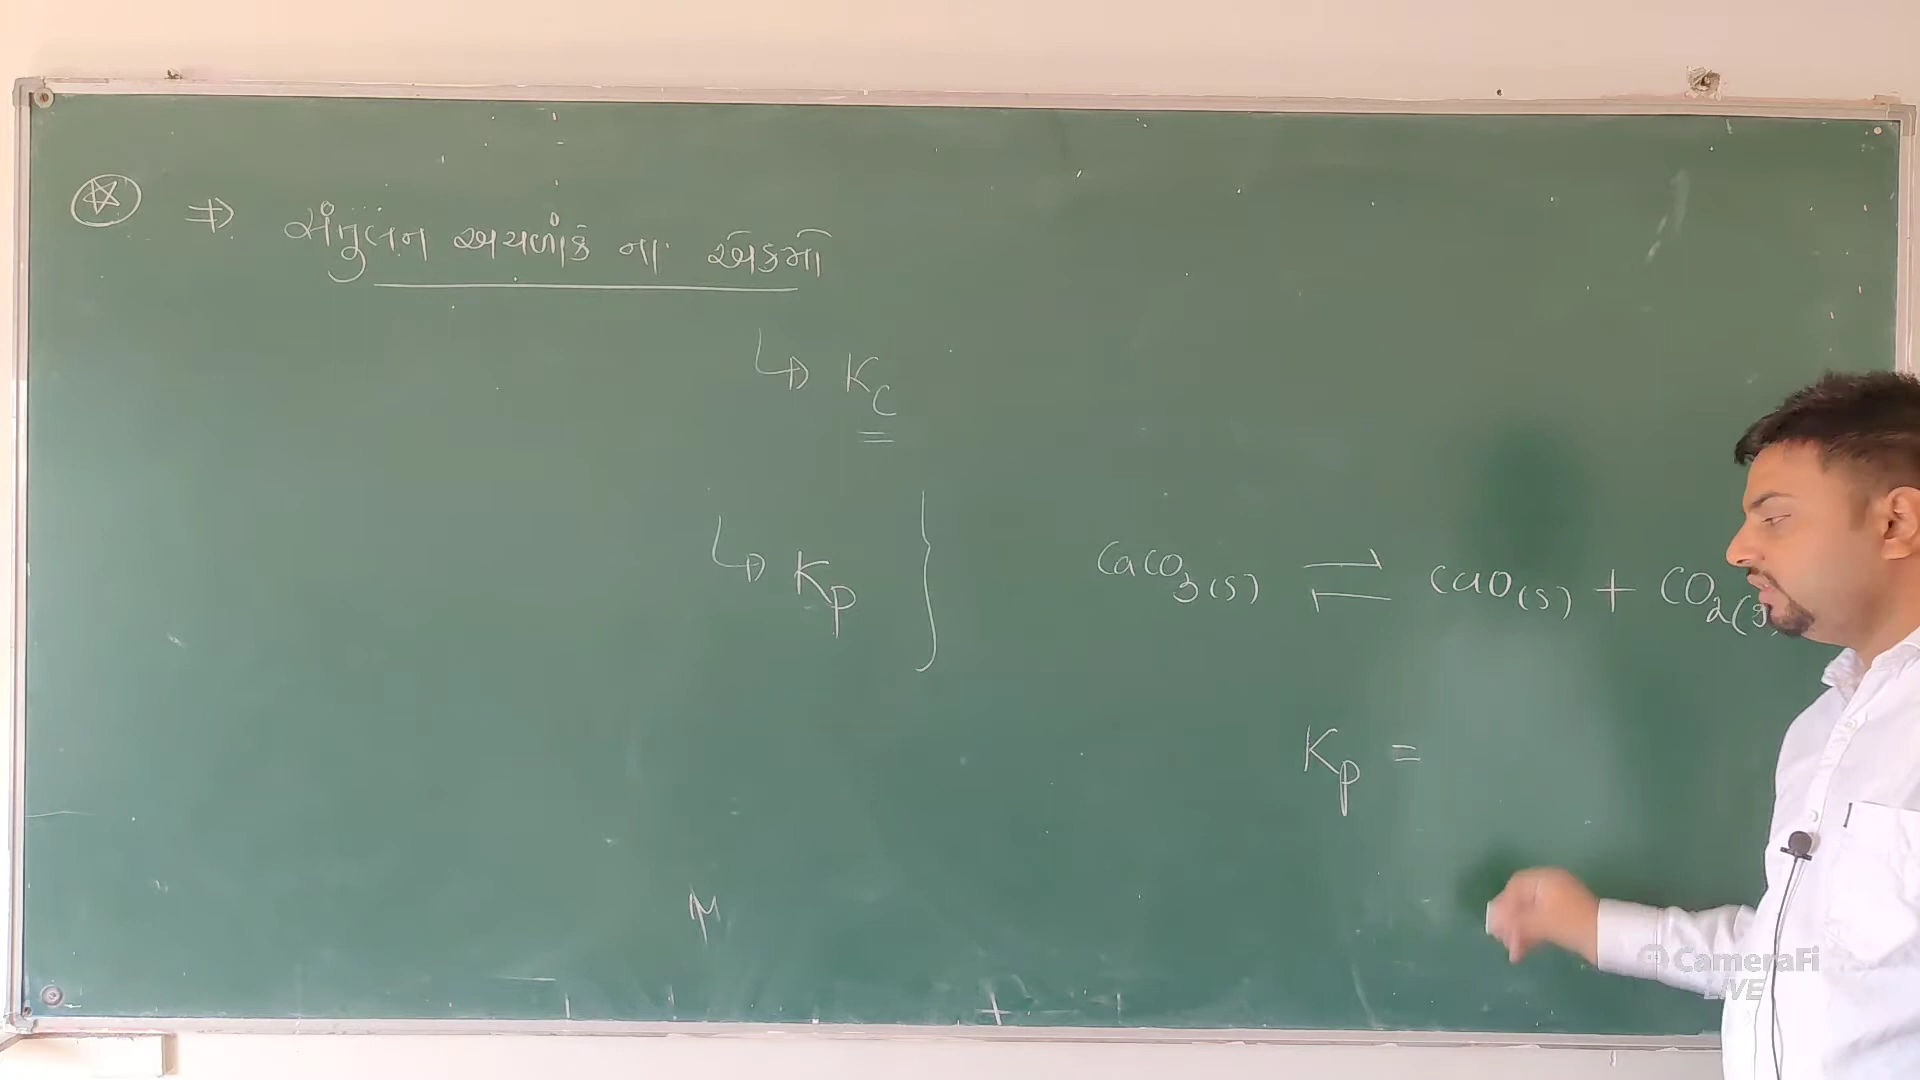 ⇒ સંતુલન અચળાંક ના એકમો
↳ Kc
↳ Kp }
CaCO₃(s) ⇌ CaO(s) + CO₂(g)
Kp =
M
CameraFi
LIVE